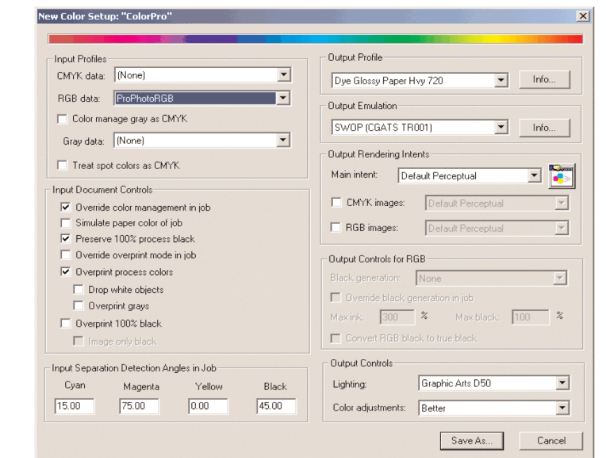 New Color Setup: "ColorPro"
Input Profiles
CMYK data: (None)
RGB data: ProPhotoRGB
Color manage gray as CMYK
Gray data: (None)
Treat spot colors as CMYK
Input Document Controls
Override color management in job
Simulate paper color of job
Preserve 100% process black
Override overprint mode in job
Overprint process colors
Drop white objects
Overprint grays
Overprint 100% black
Image only black
Input Separation Detection Angles in Job
Cyan Magenta Yellow Black
15.00 75.00 0.00 45.00
Output Profile
Dye Glossy Paper Hvy 720 Info...
Output Emulation
SWOP (CGATS TR001) Info...
Output Rendering Intents
Main intent: Default Perceptual
CMYK images: Default Perceptual
RGB images: Default Perceptual
Output Controls for RGB
Black generation: None
Override black generation in job
Max ink: 300 % Max black: 100 %
Convert RGB black to true black
Output Controls
Lighting: Graphic Arts D50
Color adjustments: Better
Save As... Cancel